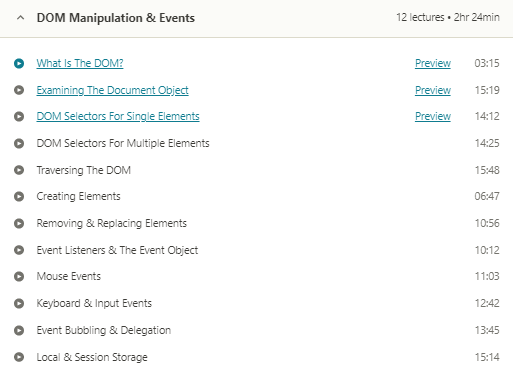 DOM Manipulation & Events 12 lectures • 2hr 24min
What Is The DOM? Preview 03:15
Examining The Document Object Preview 15:19
DOM Selectors For Single Elements Preview 14:12
DOM Selectors For Multiple Elements 14:25
Traversing The DOM 15:48
Creating Elements 06:47
Removing & Replacing Elements 10:56
Event Listeners & The Event Object 10:12
Mouse Events 11:03
Keyboard & Input Events 12:42
Event Bubbling & Delegation 13:45
Local & Session Storage 15:14